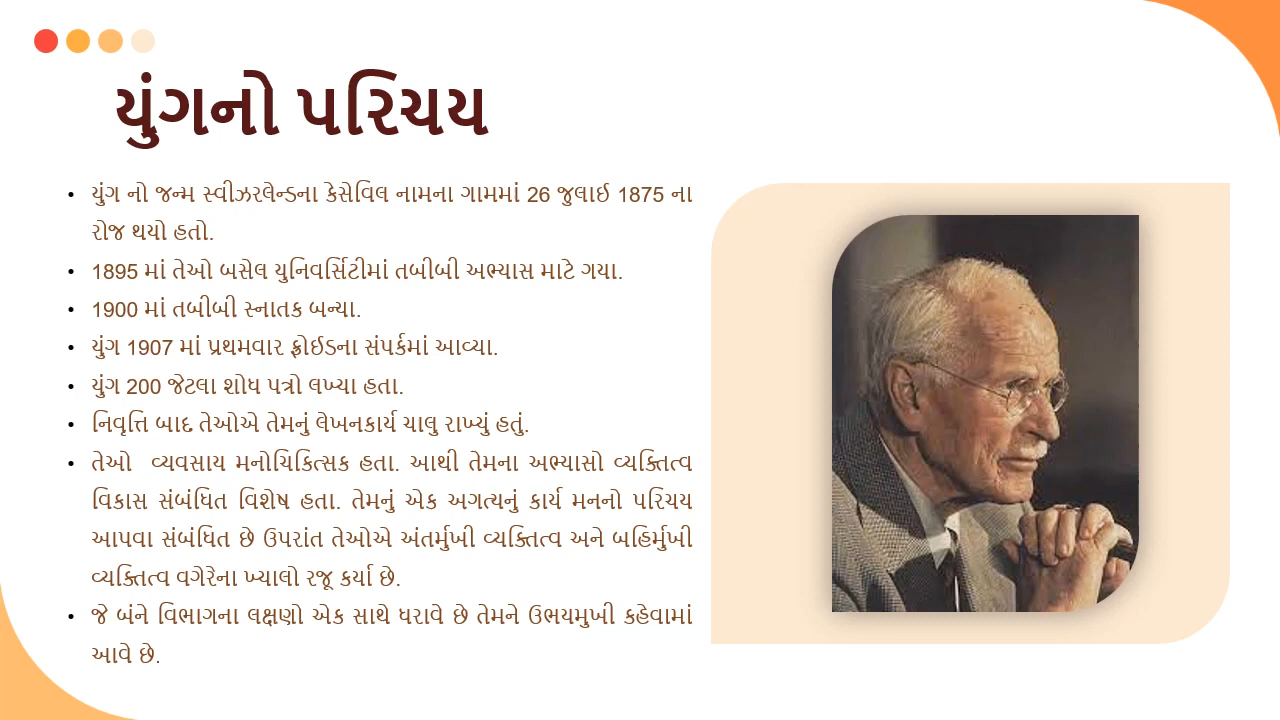 યુંગનો પરિચય
• યુંગ નો જન્મ સ્વીઝરલેન્ડના કેસેવિલ નામના ગામમાં 26 જુલાઈ 1875 ના
રોજ થયો હતો.
• 1895 માં તેઓ બસેલ યુનિવર્સિટીમાં તબીબી અભ્યાસ માટે ગયા.
• 1900 માં તબીબી સ્નાતક બન્યા.
• યુંગ 1907 માં પ્રથમવાર ફ્રોઈડના સંપર્કમાં આવ્યા.
• યુંગ 200 જેટલા શોધ પત્રો લખ્યા હતા.
• નિવૃત્તિ બાદ તેઓએ તેમનું લેખનકાર્ય ચાલુ રાખ્યું હતું.
• તેઓ વ્યવસાય મનોચિકિત્સક હતા. આથી તેમના અભ્યાસો વ્યક્તિત્વ
વિકાસ સંબંધિત વિશેષ હતા. તેમનું એક અગત્યનું કાર્ય મનનો પરિચય
આપવા સંબંધિત છે ઉપરાંત તેઓએ અંતર્મુખી વ્યક્તિત્વ અને બહિર્મુખી
વ્યક્તિત્વ વગેરેના ખ્યાલો રજૂ કર્યા છે.
• જે બંને વિભાગના લક્ષણો એક સાથે ધરાવે છે તેમને ઉભયમુખી કહેવામાં
આવે છે.